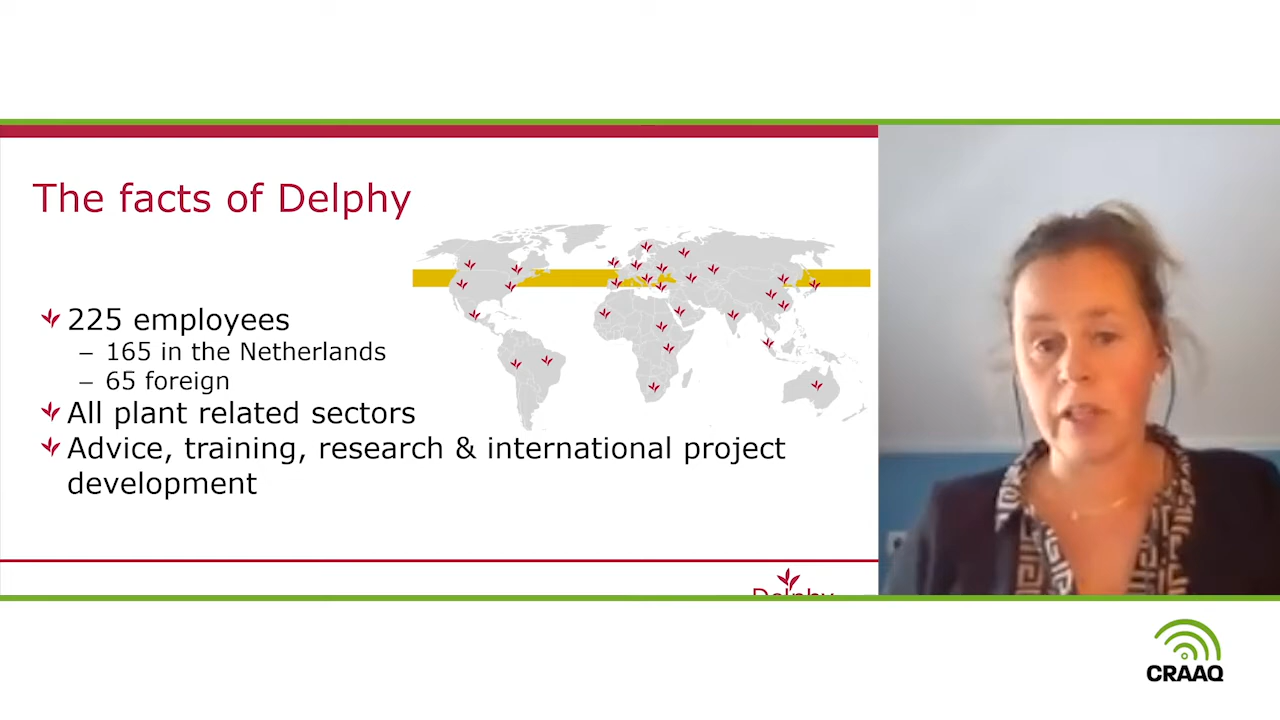 The facts of Delphy
225 employees
– 165 in the Netherlands
– 65 foreign
All plant related sectors
Advice, training, research & international project
development
Delphy
CRAAQ